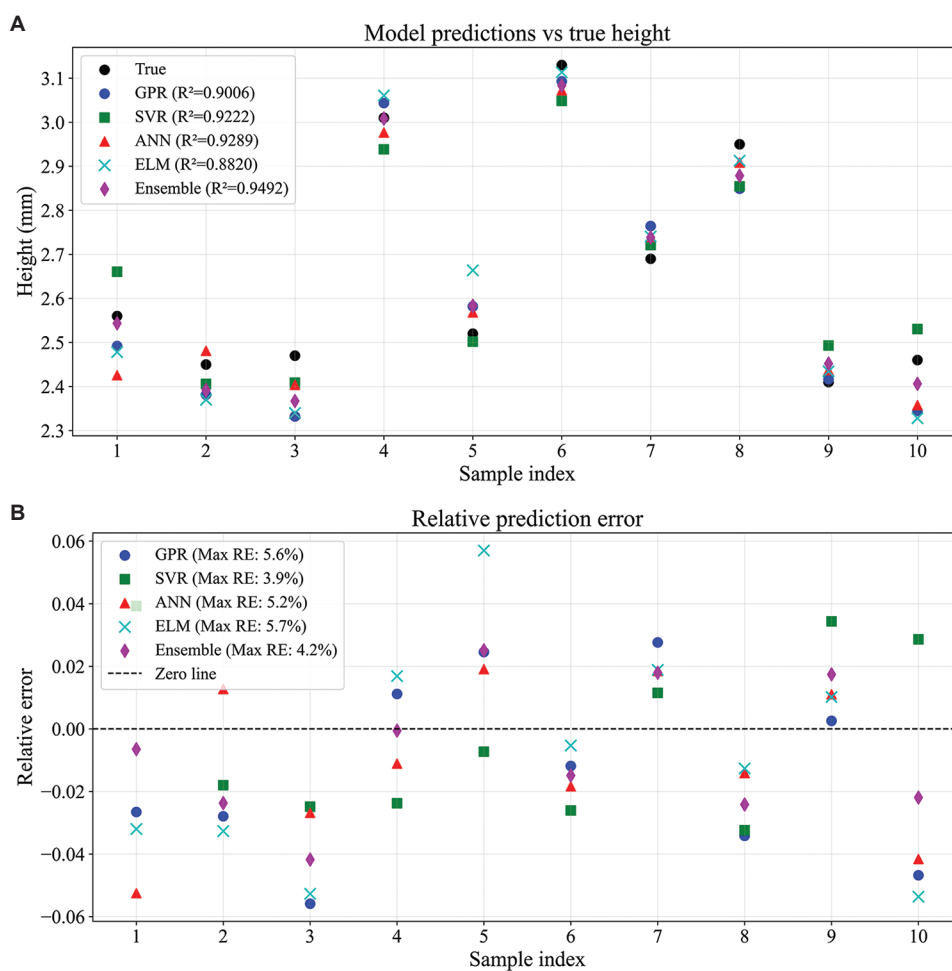 A
Model predictions vs true height
True
GPR (R²=0.9006)
SVR (R²=0.9222)
ANN (R²=0.9289)
ELM (R²=0.8820)
Ensemble (R²=0.9492)
Height (mm)
3.1
3.0
2.9
2.8
2.7
2.6
2.5
2.4
2.3
1 2 3 4 5 6 7 8 9 10
Sample index
B
Relative prediction error
GPR (Max RE: 5.6%)
SVR (Max RE: 3.9%)
ANN (Max RE: 5.2%)
ELM (Max RE: 5.7%)
Ensemble (Max RE: 4.2%)
Zero line
Relative error
0.06
0.04
0.02
0.00
−0.02
−0.04
−0.06
1 2 3 4 5 6 7 8 9 10
Sample index